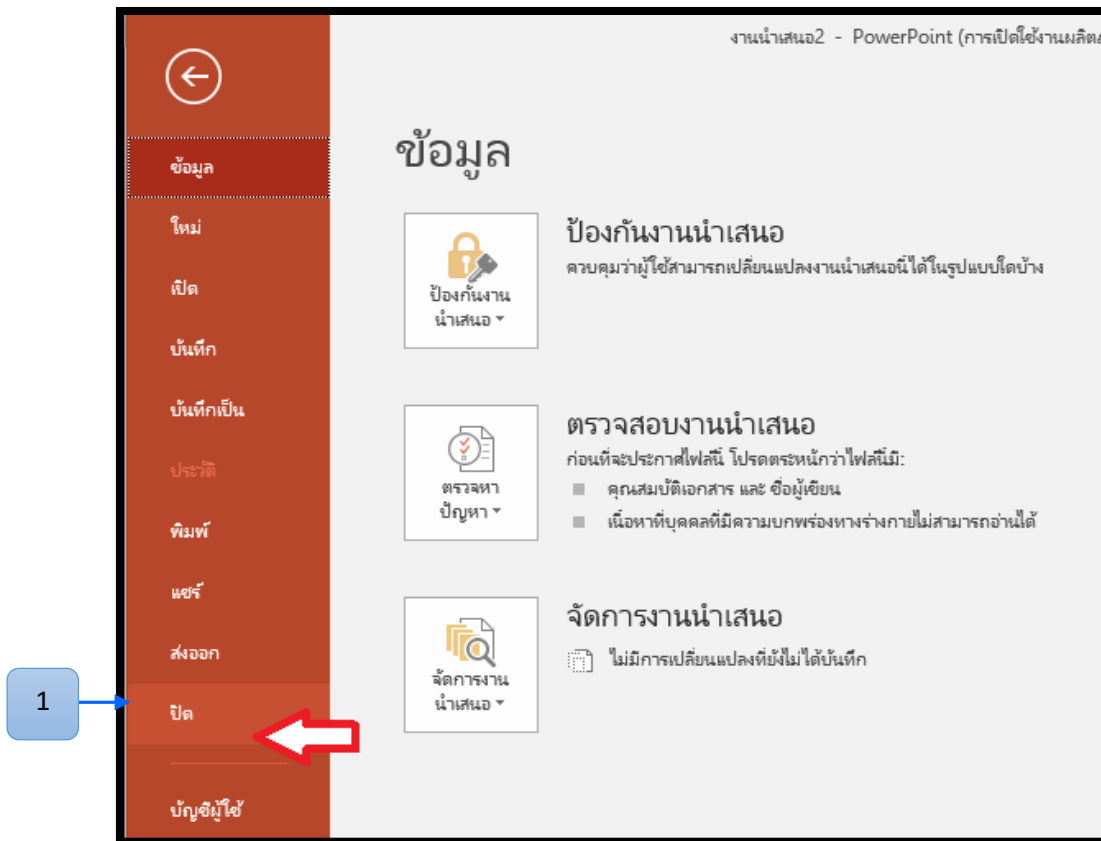 งานนำเสนอ2 - PowerPoint (การเปิดใช้งานผลิต
ข้อมูล
ใหม่
เปิด
บันทึก
บันทึกเป็น
ประวัติ
พิมพ์
แชร์
ส่งออก
1
ปิด
บัญชีผู้ใช้
ข้อมูล
ป้องกันงาน
นำเสนอ
ป้องกันงานนำเสนอ
ควบคุมว่าผู้ใช้สามารถเปลี่ยนแปลงงานนำเสนอนี้ได้ในรูปแบบใดบ้าง
ตรวจหา
ปัญหา
ตรวจสอบงานนำเสนอ
ก่อนที่จะประกาศไฟล์นี้ โปรดตระหนักว่าไฟล์นี้มี:
คุณสมบัติเอกสาร และ ชื่อผู้เขียน
เนื้อหาที่บุคคลที่มีความบกพร่องทางร่างกายไม่สามารถอ่านได้
จัดการงาน
นำเสนอ
จัดการงานนำเสนอ
ไม่มีการเปลี่ยนแปลงที่ยังไม่ได้บันทึก